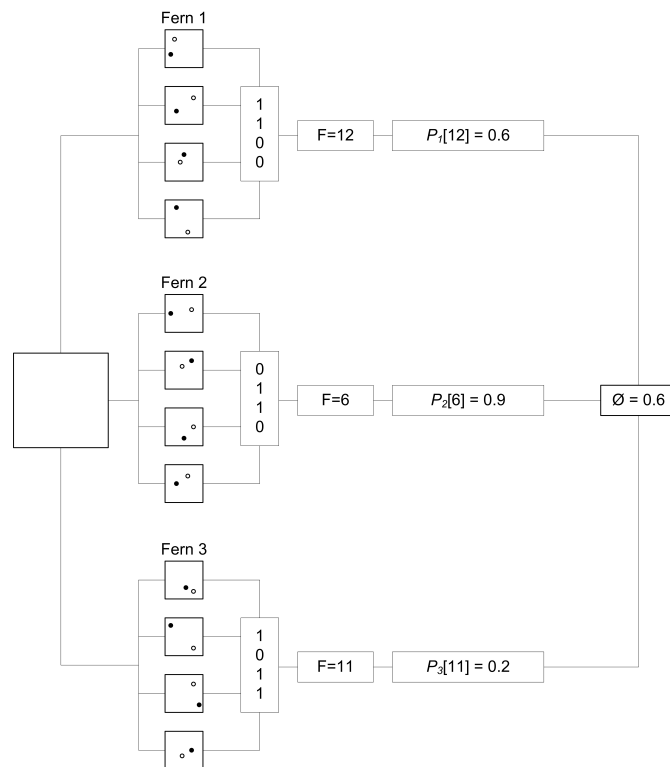 Fern 1
1
1
0
0
F=12
P₁[12] = 0.6
Fern 2
0
1
1
0
F=6
P₂[6] = 0.9
Ø = 0.6
Fern 3
1
0
1
1
F=11
P₃[11] = 0.2